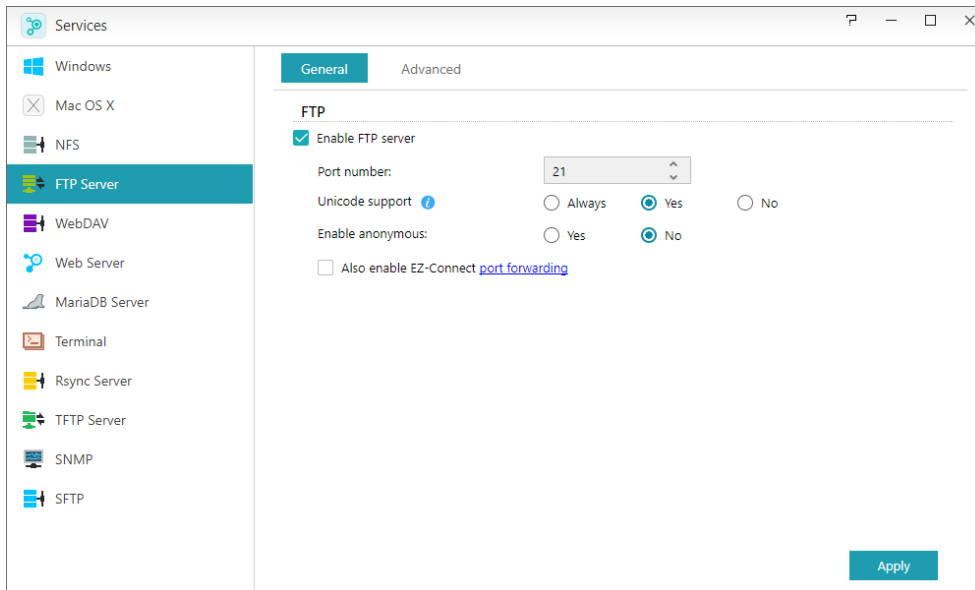 Services
Windows
Mac OS X
NFS
FTP Server
WebDAV
Web Server
MariaDB Server
Terminal
Rsync Server
TFTP Server
SNMP
SFTP
General Advanced
FTP
Enable FTP server
Port number: 21
Unicode support i Always Yes No
Enable anonymous: Yes No
Also enable EZ-Connect port forwarding
Apply